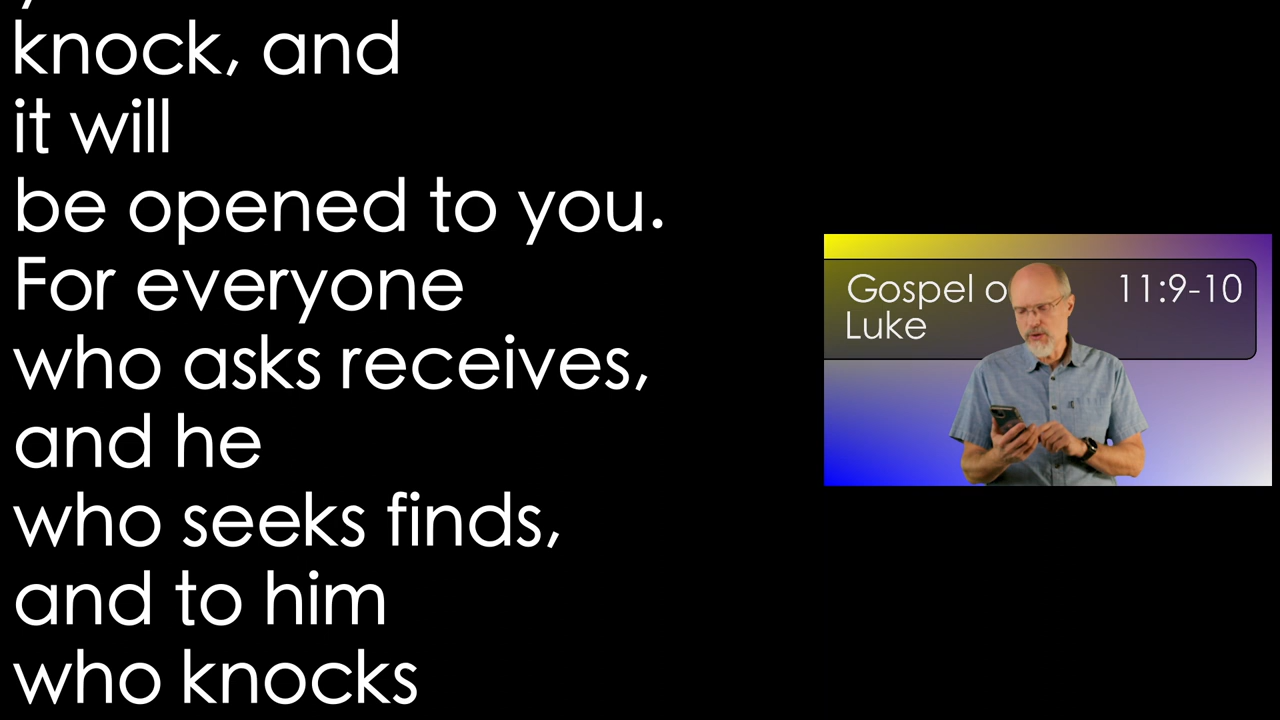 knock, and
it will
be opened to you.
For everyone
who asks receives,
and he
who seeks finds,
and to him
who knocks
Gospel o 11:9-10
Luke